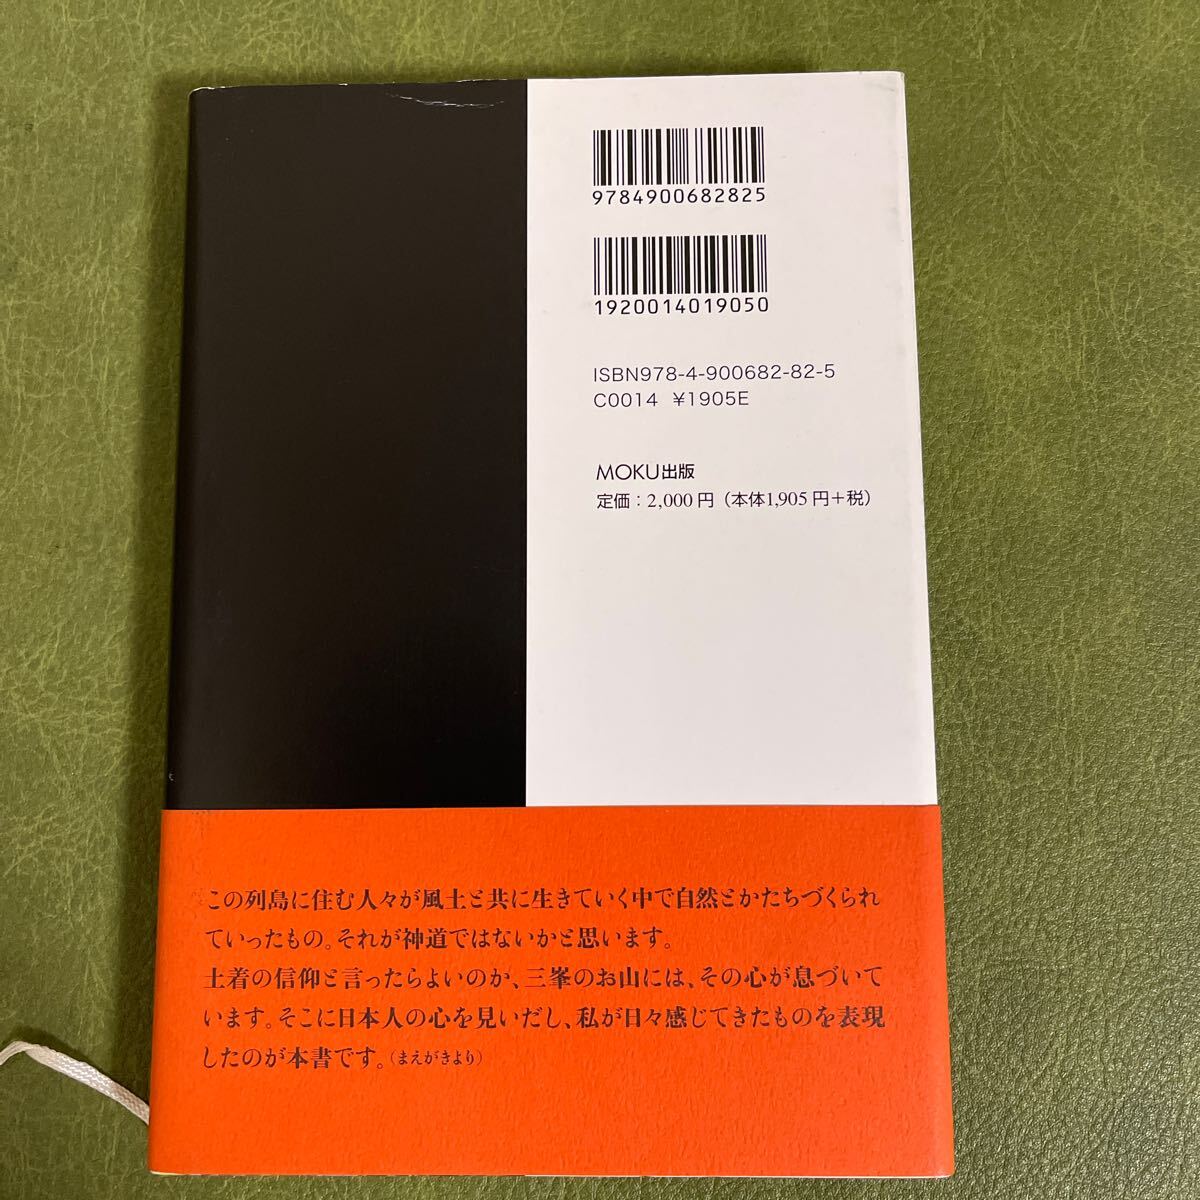 9784900682825
1920014019050
ISBN978-4-900682-82-5
C0014 ¥1905E
MOKU出版
定価：2,000円（本体1,905円＋税）
この列島に住む人々が風土と共に生きていく中で自然とかたちづくられ
ていったもの。それが神道ではないかと思います。
土着の信仰と言ったらよいのか、三峯のお山には、その心が息づいて
います。そこに日本人の心を見いだし、私が日々感じてきたものを表現
したのが本書です。（まえがきより）